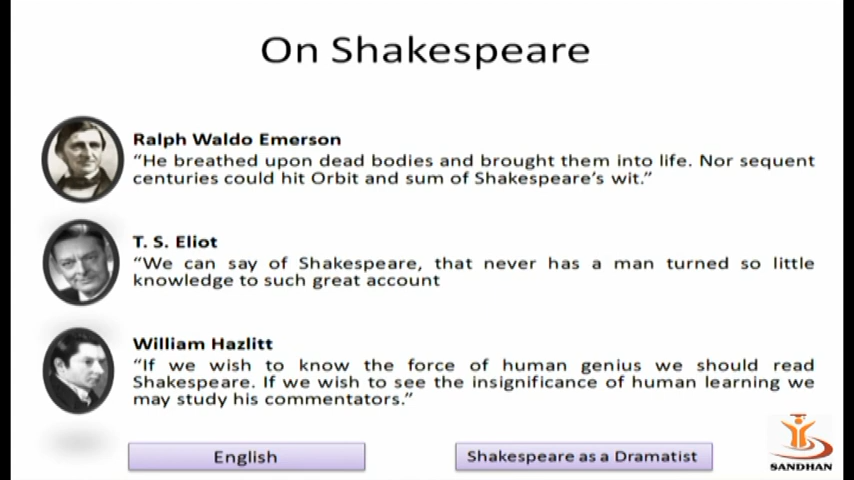 On Shakespeare
Ralph Waldo Emerson
“He breathed upon dead bodies and brought them into life. Nor sequent
centuries could hit Orbit and sum of Shakespeare’s wit.”
T. S. Eliot
“We can say of Shakespeare, that never has a man turned so little
knowledge to such great account
William Hazlitt
“If we wish to know the force of human genius we should read
Shakespeare. If we wish to see the insignificance of human learning we
may study his commentators.”
English
Shakespeare as a Dramatist
SANDHAN